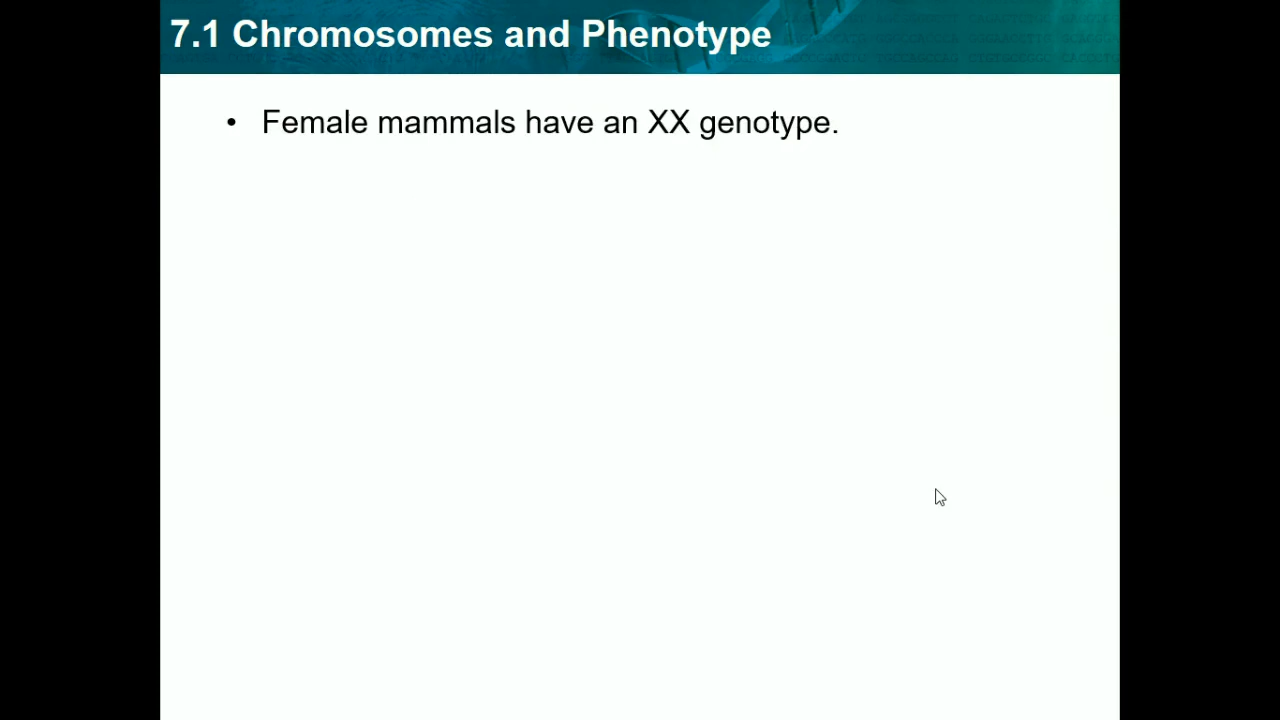 7.1 Chromosomes and Phenotype
• Female mammals have an XX genotype.